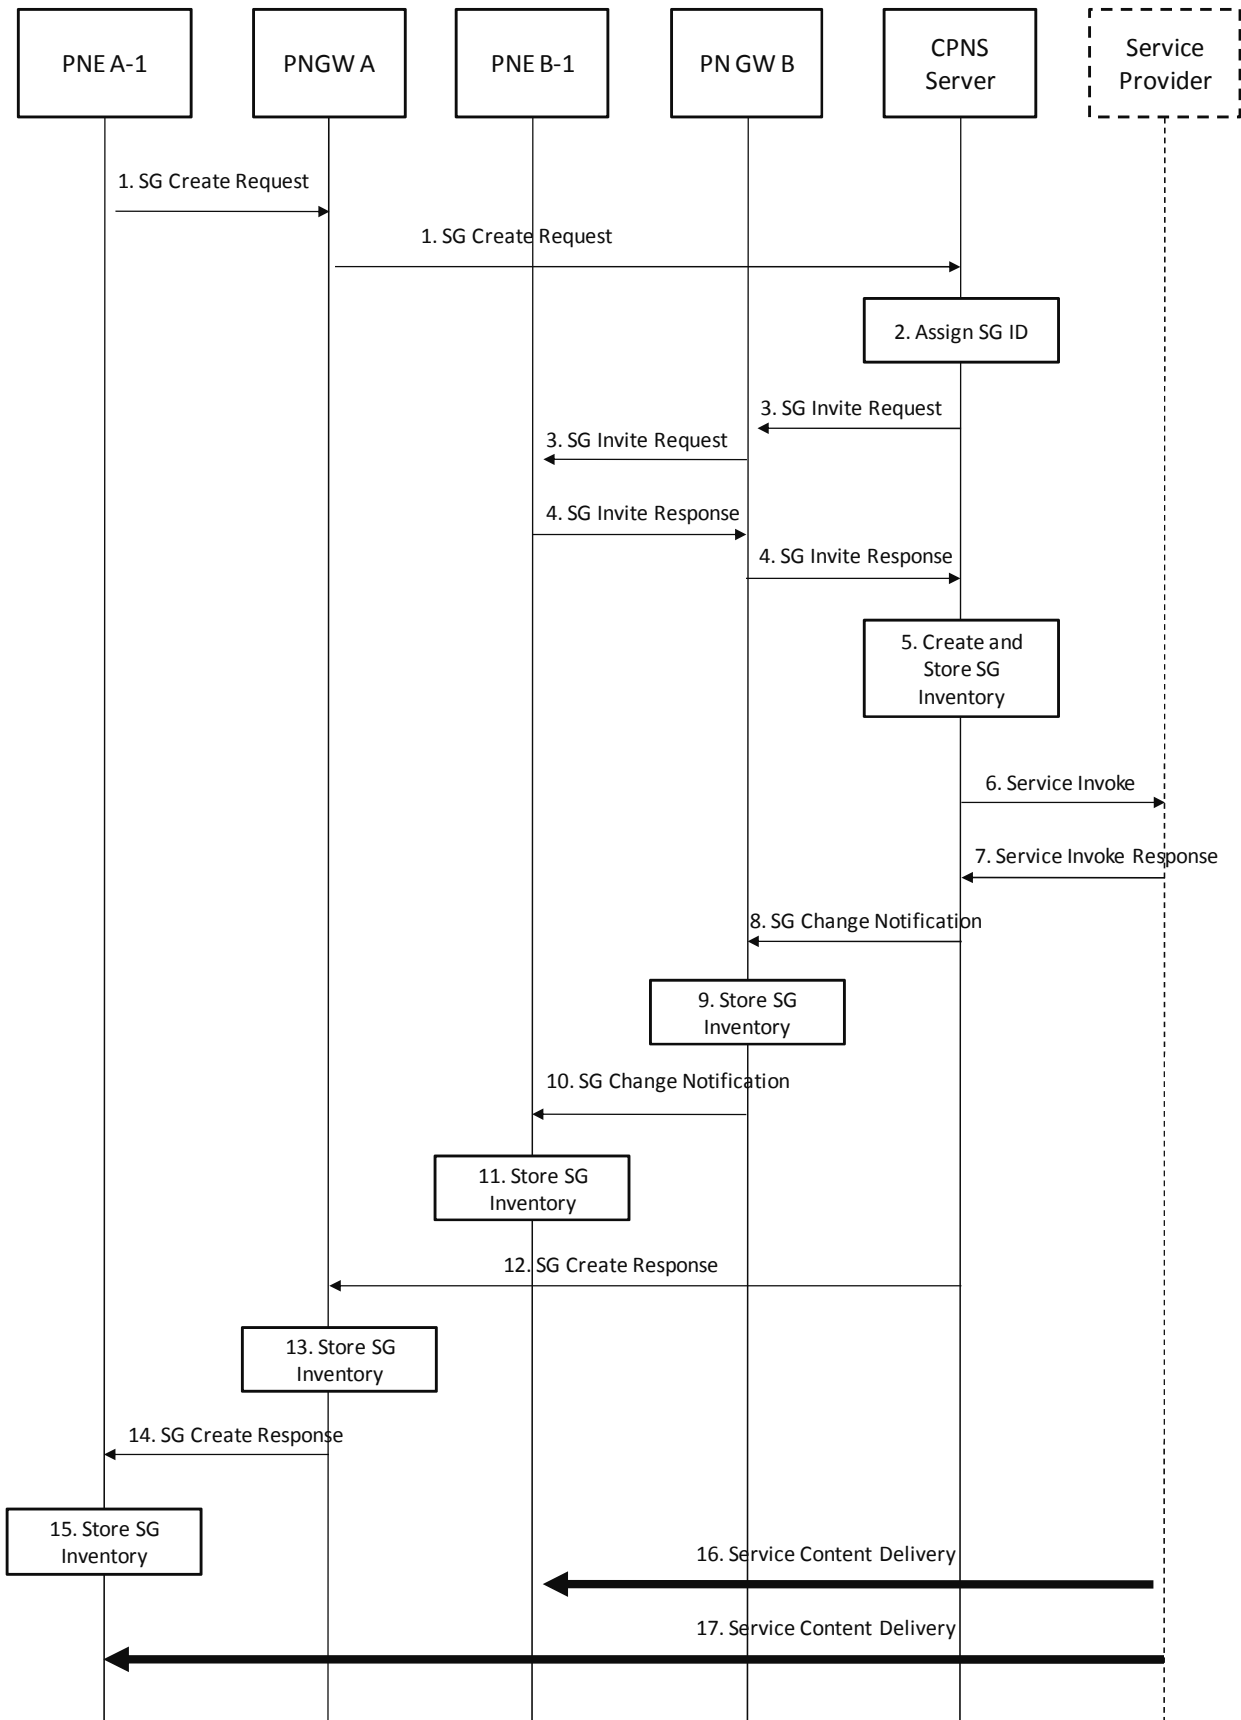 PNE A-1
PNGW A
PNE B-1
PN GW B
CPNS
Server
Service
Provider
1. SG Create Request
1. SG Create Request
2. Assign SG ID
3. SG Invite Request
3. SG Invite Request
4. SG Invite Response
4. SG Invite Response
5. Create and
Store SG
Inventory
6. Service Invoke
7. Service Invoke Response
8. SG Change Notification
9. Store SG
Inventory
10. SG Change Notification
11. Store SG
Inventory
12. SG Create Response
13. Store SG
Inventory
14. SG Create Response
15. Store SG
Inventory
16. Service Content Delivery
17. Service Content Delivery